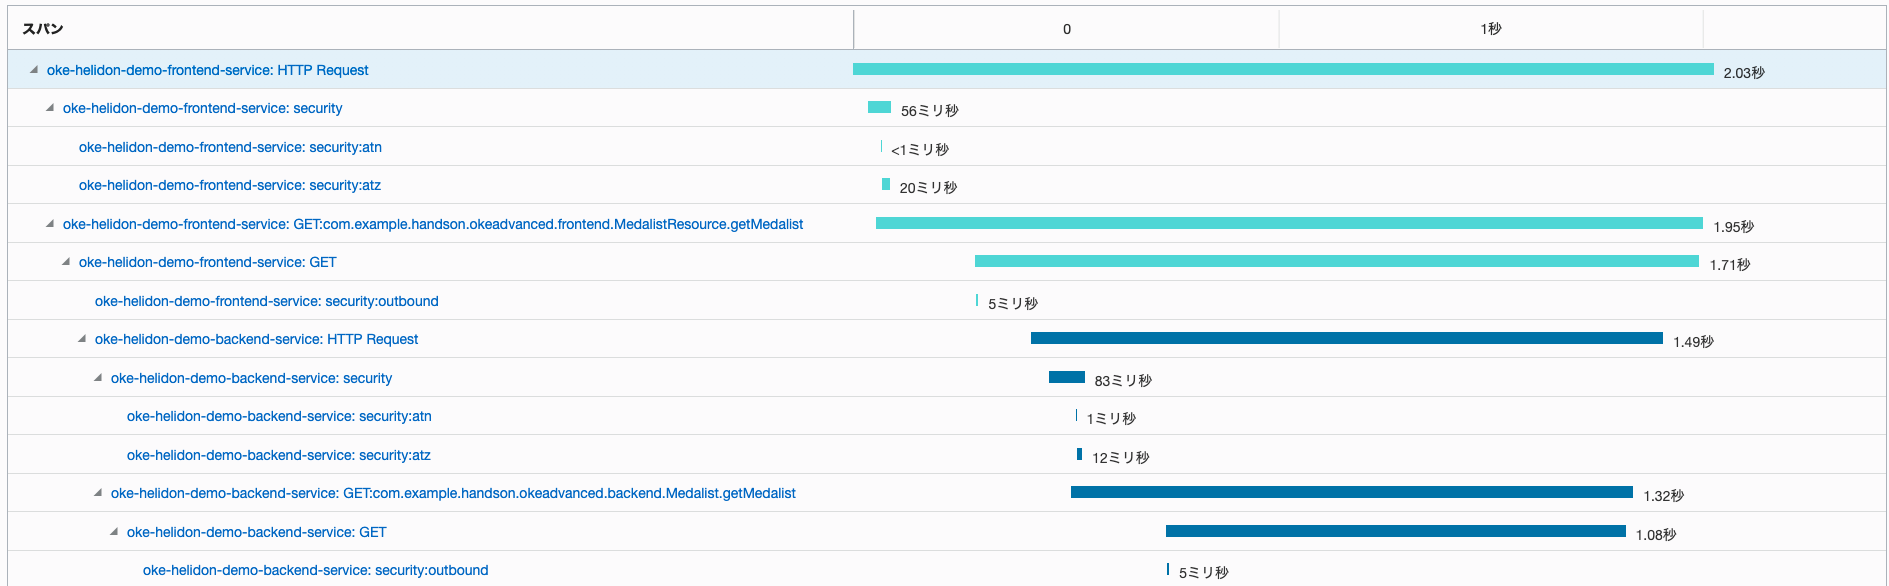 スパン 0 1秒
oke-helidon-demo-frontend-service: HTTP Request 2.03秒
oke-helidon-demo-frontend-service: security 56ミリ秒
oke-helidon-demo-frontend-service: security:atn <1ミリ秒
oke-helidon-demo-frontend-service: security:atz 20ミリ秒
oke-helidon-demo-frontend-service: GET:com.example.handson.okeadvanced.frontend.MedalistResource.getMedalist 1.95秒
oke-helidon-demo-frontend-service: GET 1.71秒
oke-helidon-demo-frontend-service: security:outbound 5ミリ秒
oke-helidon-demo-backend-service: HTTP Request 1.49秒
oke-helidon-demo-backend-service: security 83ミリ秒
oke-helidon-demo-backend-service: security:atn 1ミリ秒
oke-helidon-demo-backend-service: security:atz 12ミリ秒
oke-helidon-demo-backend-service: GET:com.example.handson.okeadvanced.backend.Medalist.getMedalist 1.32秒
oke-helidon-demo-backend-service: GET 1.08秒
oke-helidon-demo-backend-service: security:outbound 5ミリ秒